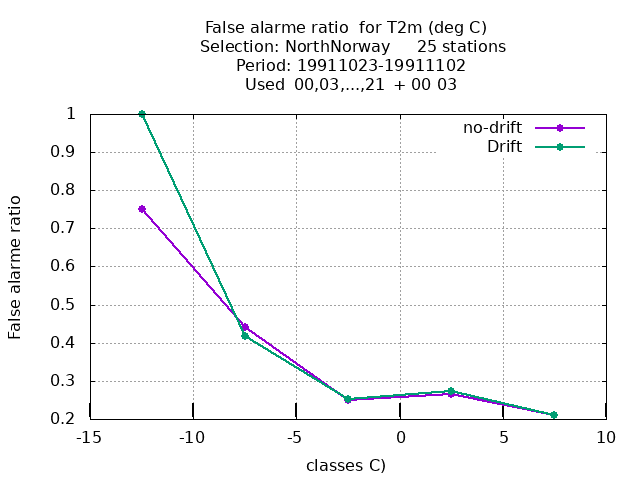 False alarme ratio  for T2m (deg C)
Selection: NorthNorway     25 stations
Period: 19911023-19911102
Used  00,03,...,21  + 00 03
1
no-drift
Drift
0.9
0.8
0.7
0.6
0.5
0.4
0.3
0.2
False alarme ratio
-15 -10 -5 0 5 10
classes C)